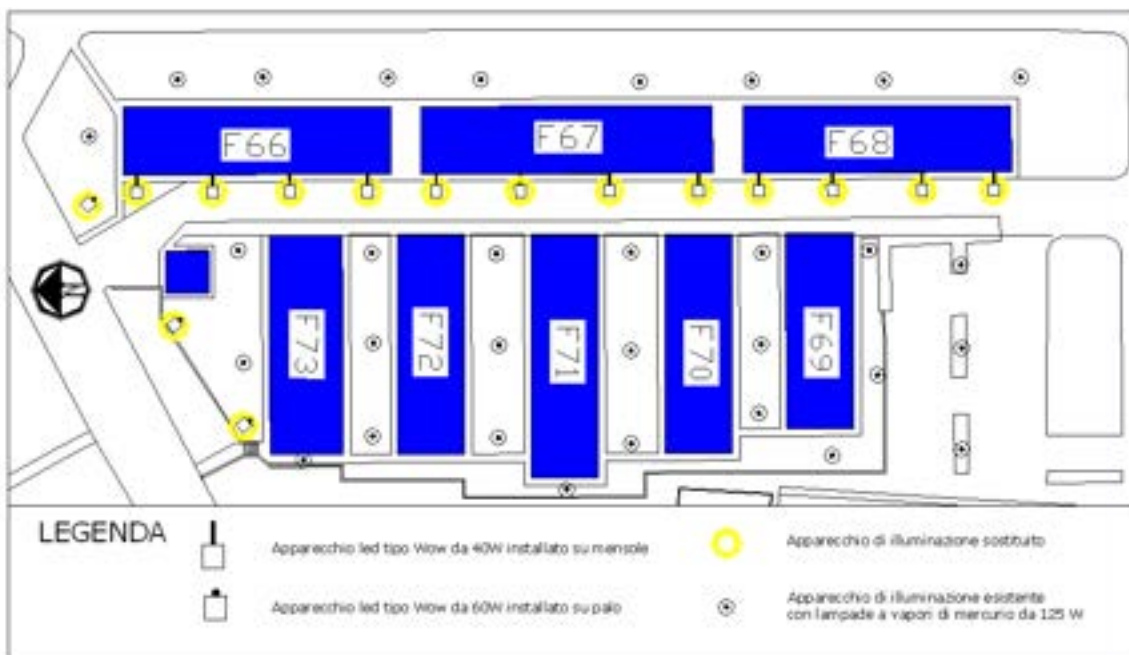 F66
F67
F68
N
F73
F72
F71
F70
F69
LEGENDA
Apparecchio led tipo Wow da 40W installato su mensole
Apparecchio di illuminazione sostituito
Apparecchio led tipo Wow da 60W installato su palo
Apparecchio di illuminazione esistente
con lampade a vapori di mercurio da 125 W